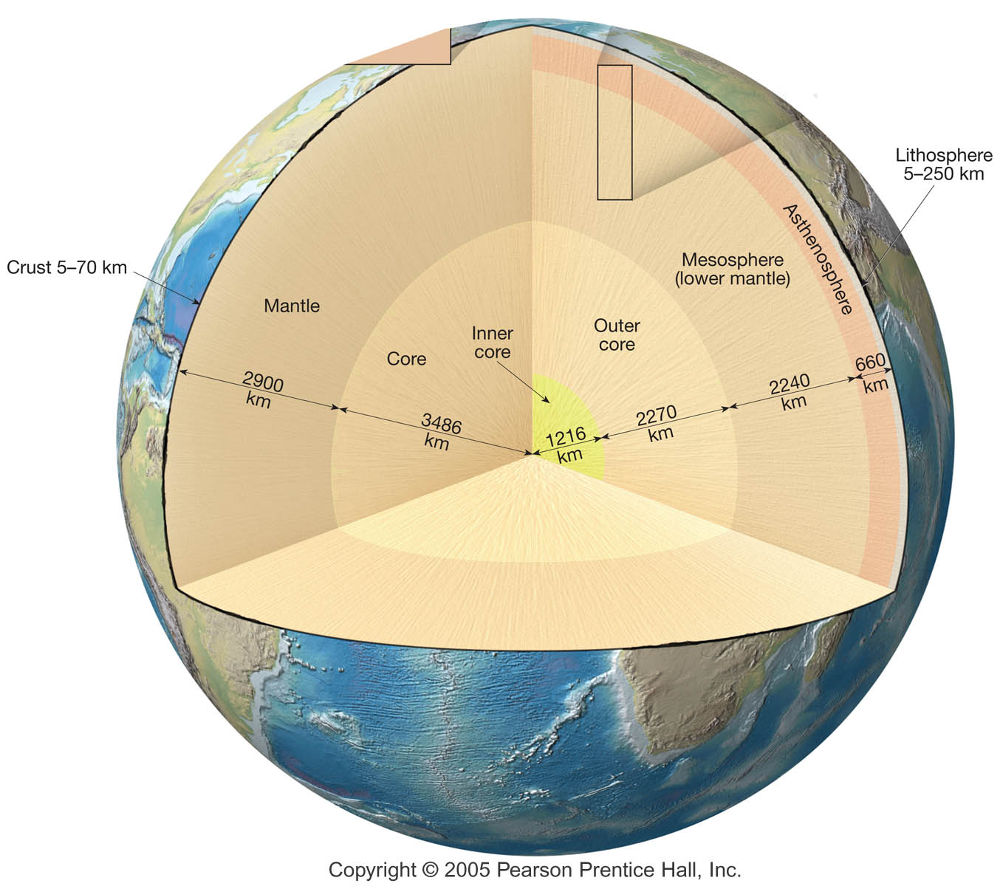 Lithosphere
5–250 km
Crust 5–70 km
Mantle
Mesosphere
(lower mantle)
Asthenosphere
Outer
core
Inner
core
Core
2900
km
3486
km
1216
km
2270
km
2240
km
660
km
Copyright © 2005 Pearson Prentice Hall, Inc.